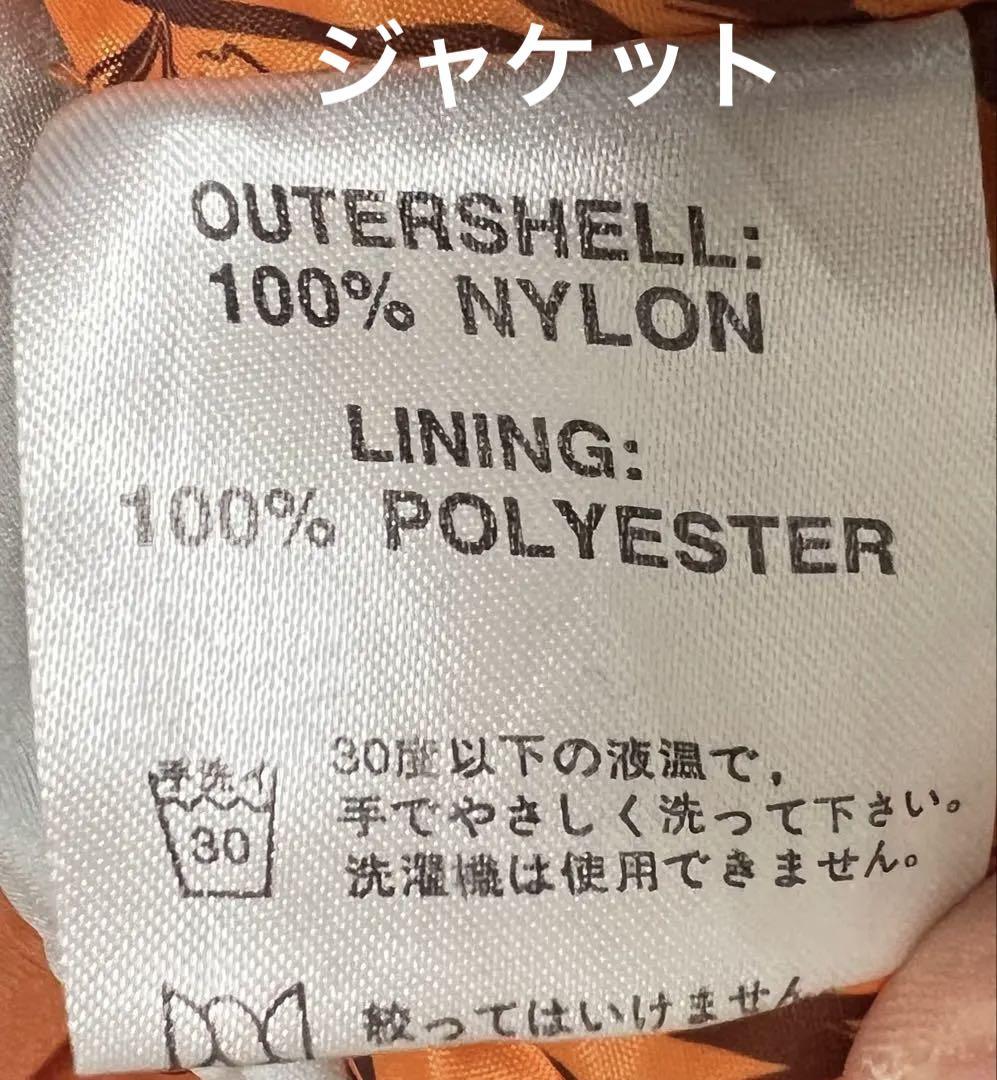 ジャケット
OUTERSHELL:
100% NYLON
LINING:
100% POLYESTER
手洗イ
30
30度以下の液温で,
手でやさしく洗って下さい。
洗濯機は使用できません。
絞ってはいけません